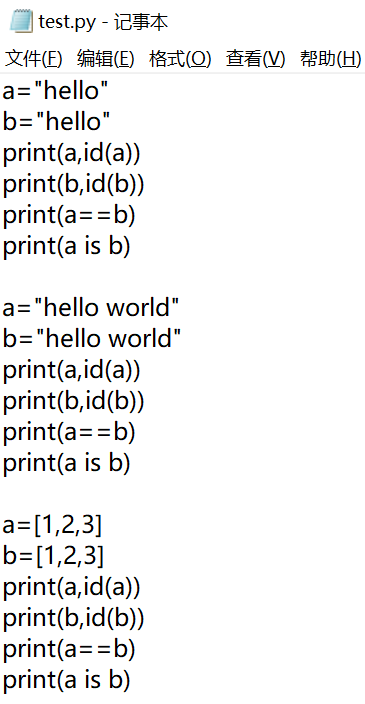 test.py - 记事本
文件(F) 编辑(E) 格式(O) 查看(V) 帮助(H)
a="hello"
b="hello"
print(a,id(a))
print(b,id(b))
print(a==b)
print(a is b)
a="hello world"
b="hello world"
print(a,id(a))
print(b,id(b))
print(a==b)
print(a is b)
a=[1,2,3]
b=[1,2,3]
print(a,id(a))
print(b,id(b))
print(a==b)
print(a is b)